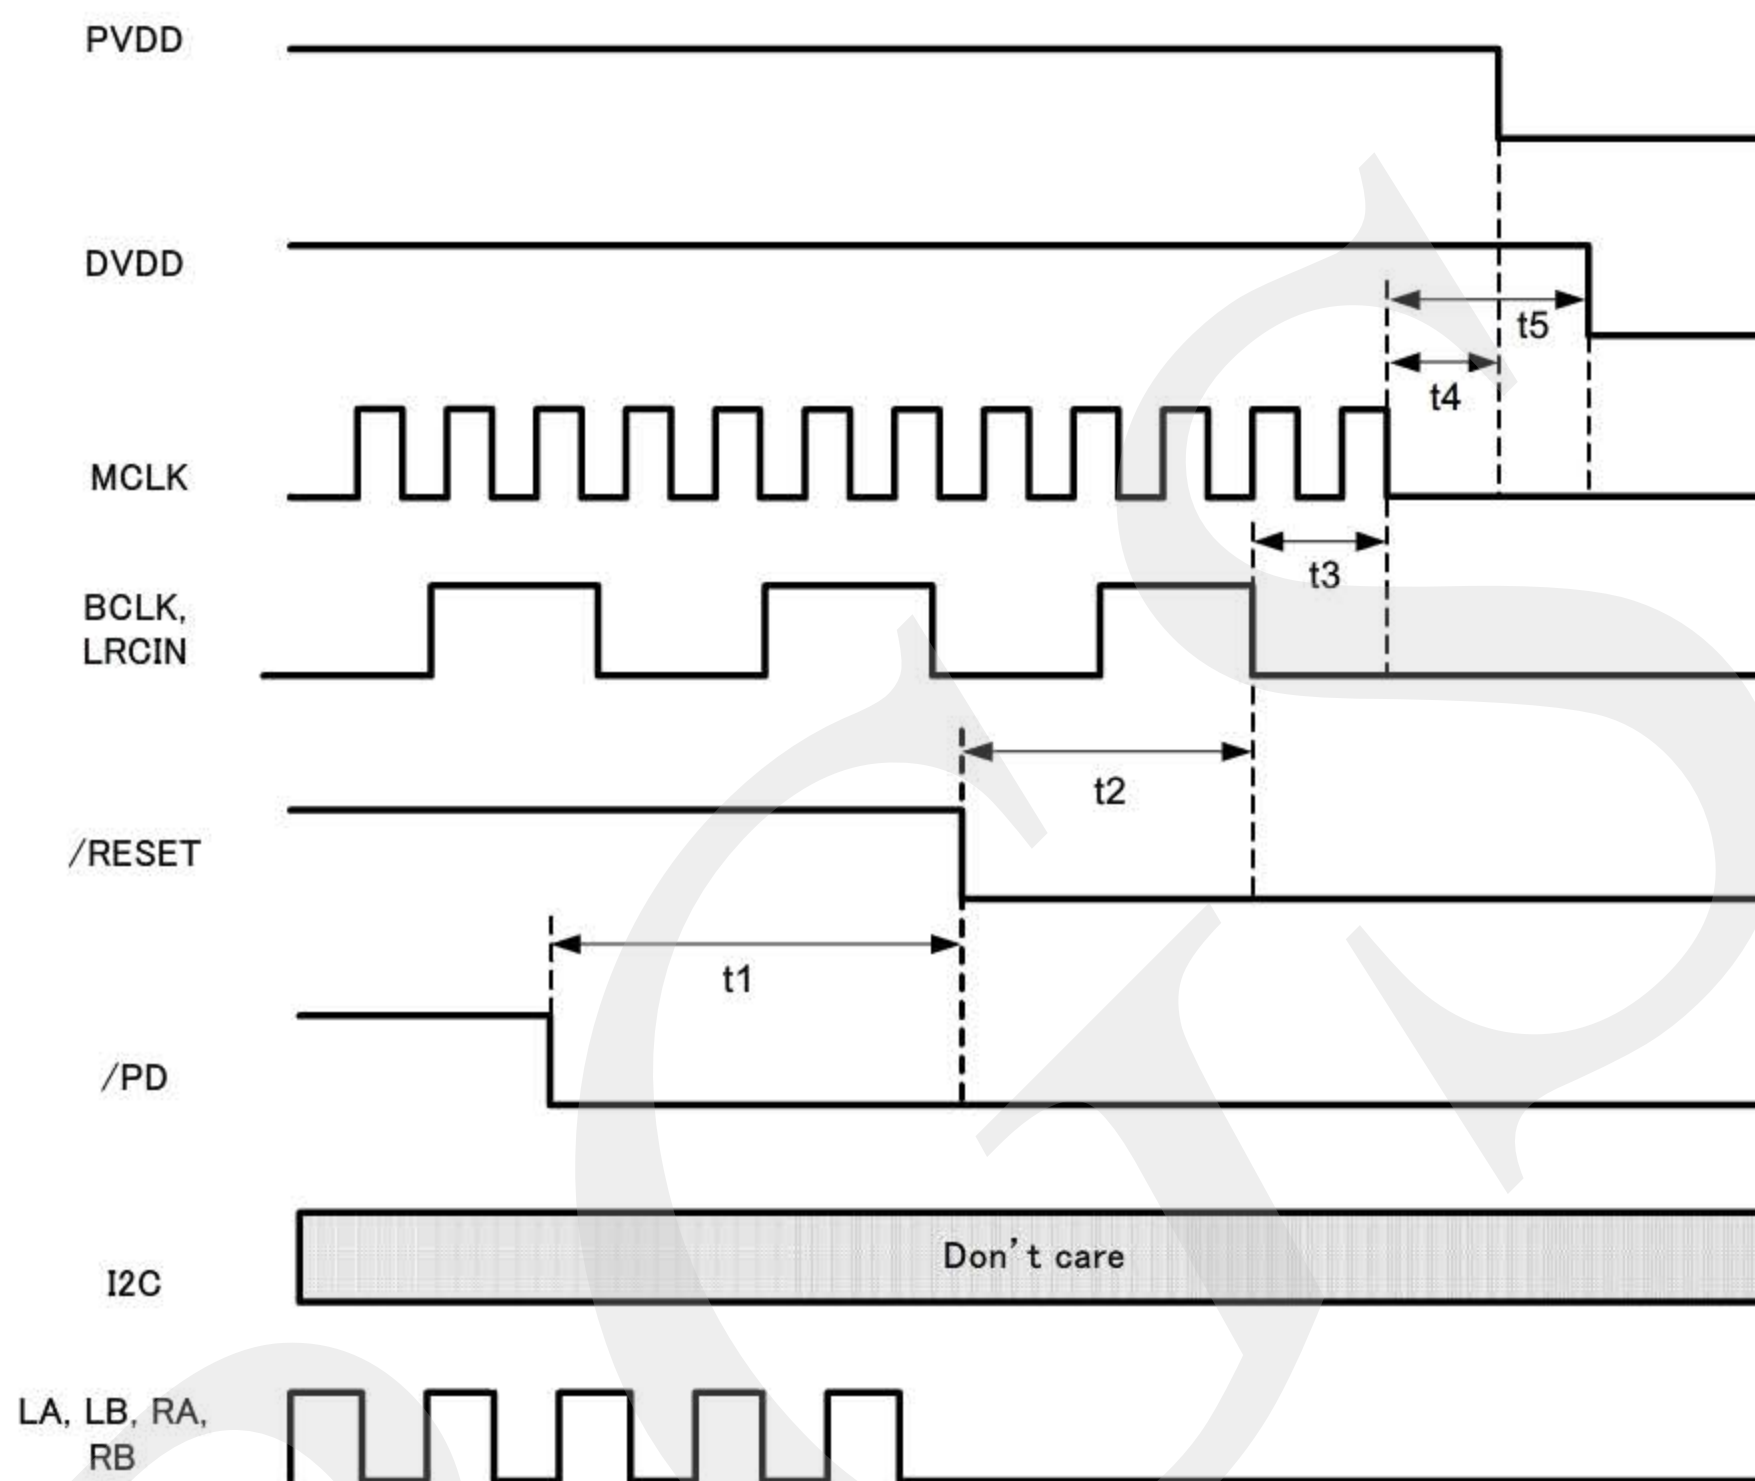 PVDD
DVDD
t5
t4
MCLK
t3
BCLK,
LRCIN
t2
/RESET
t1
/PD
Don't care
I2C
LA, LB, RA,
RB